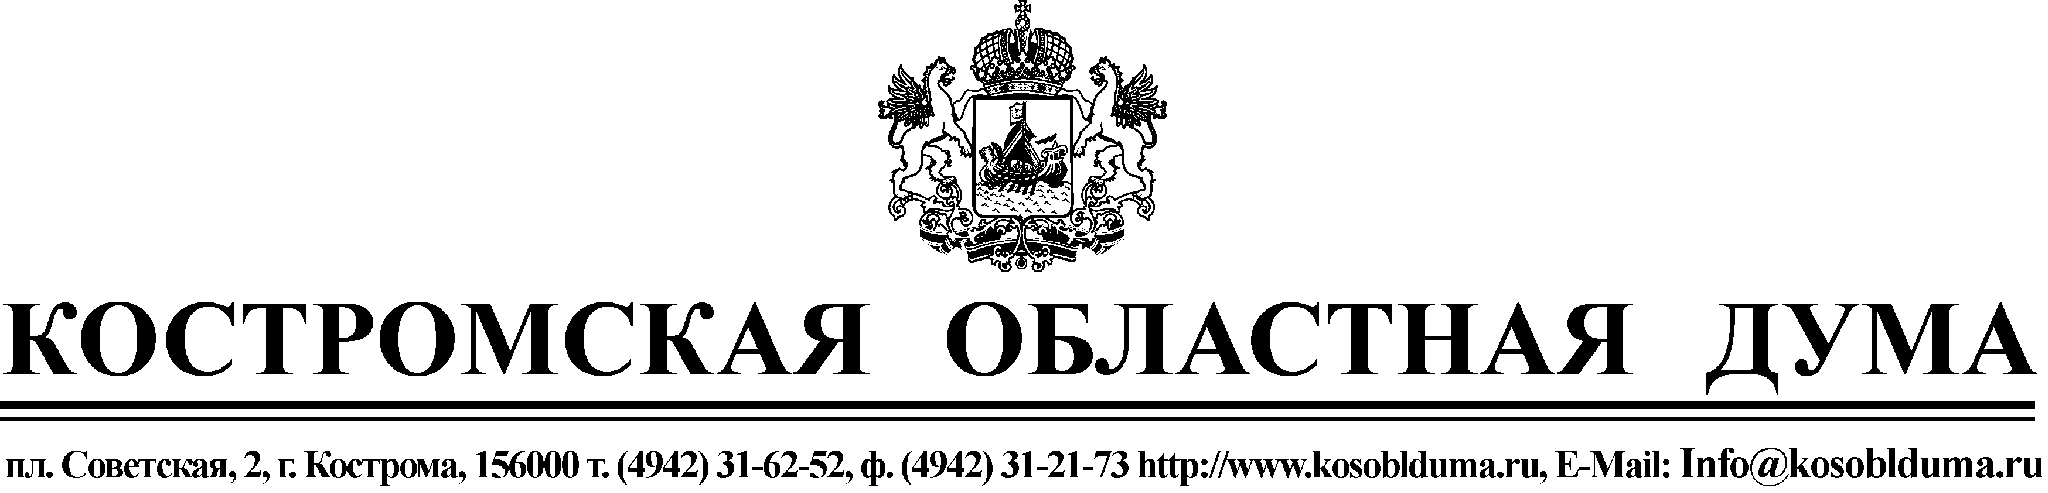 КОСТРОМСКАЯ ОБЛАСТНАЯ ДУМА
пл. Советская, 2, г. Кострома, 156000 т. (4942) 31-62-52, ф. (4942) 31-21-73 http://www.kosoblduma.ru, E-Mail: Info@kosoblduma.ru